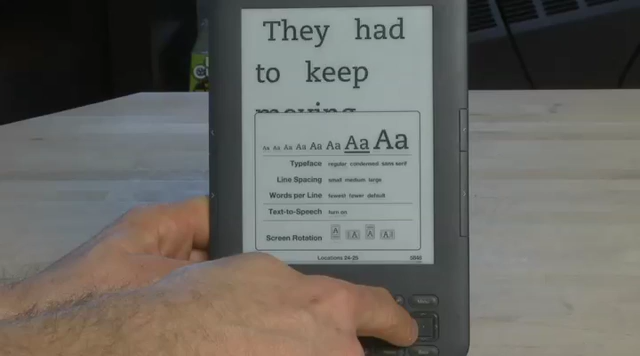 They had
to keep
moving
Aa Aa Aa Aa Aa Aa Aa Aa
Typeface regular condensed sans serif
Line Spacing small medium large
Words per Line fewest fewer default
Text-to-Speech turn on
Screen Rotation A A A A
Locations 24-25